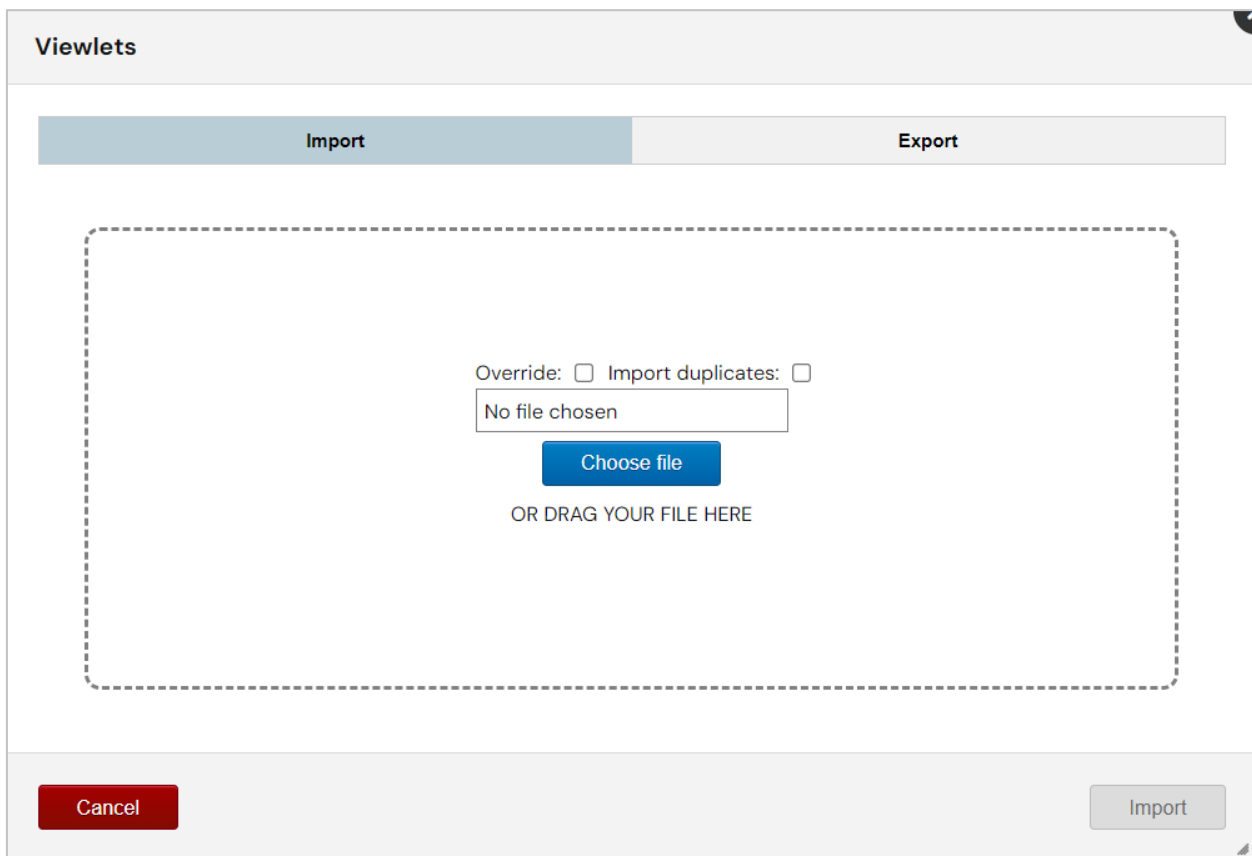 Viewlets
Import Export
Override: Import duplicates:
No file chosen
Choose file
OR DRAG YOUR FILE HERE
Cancel Import